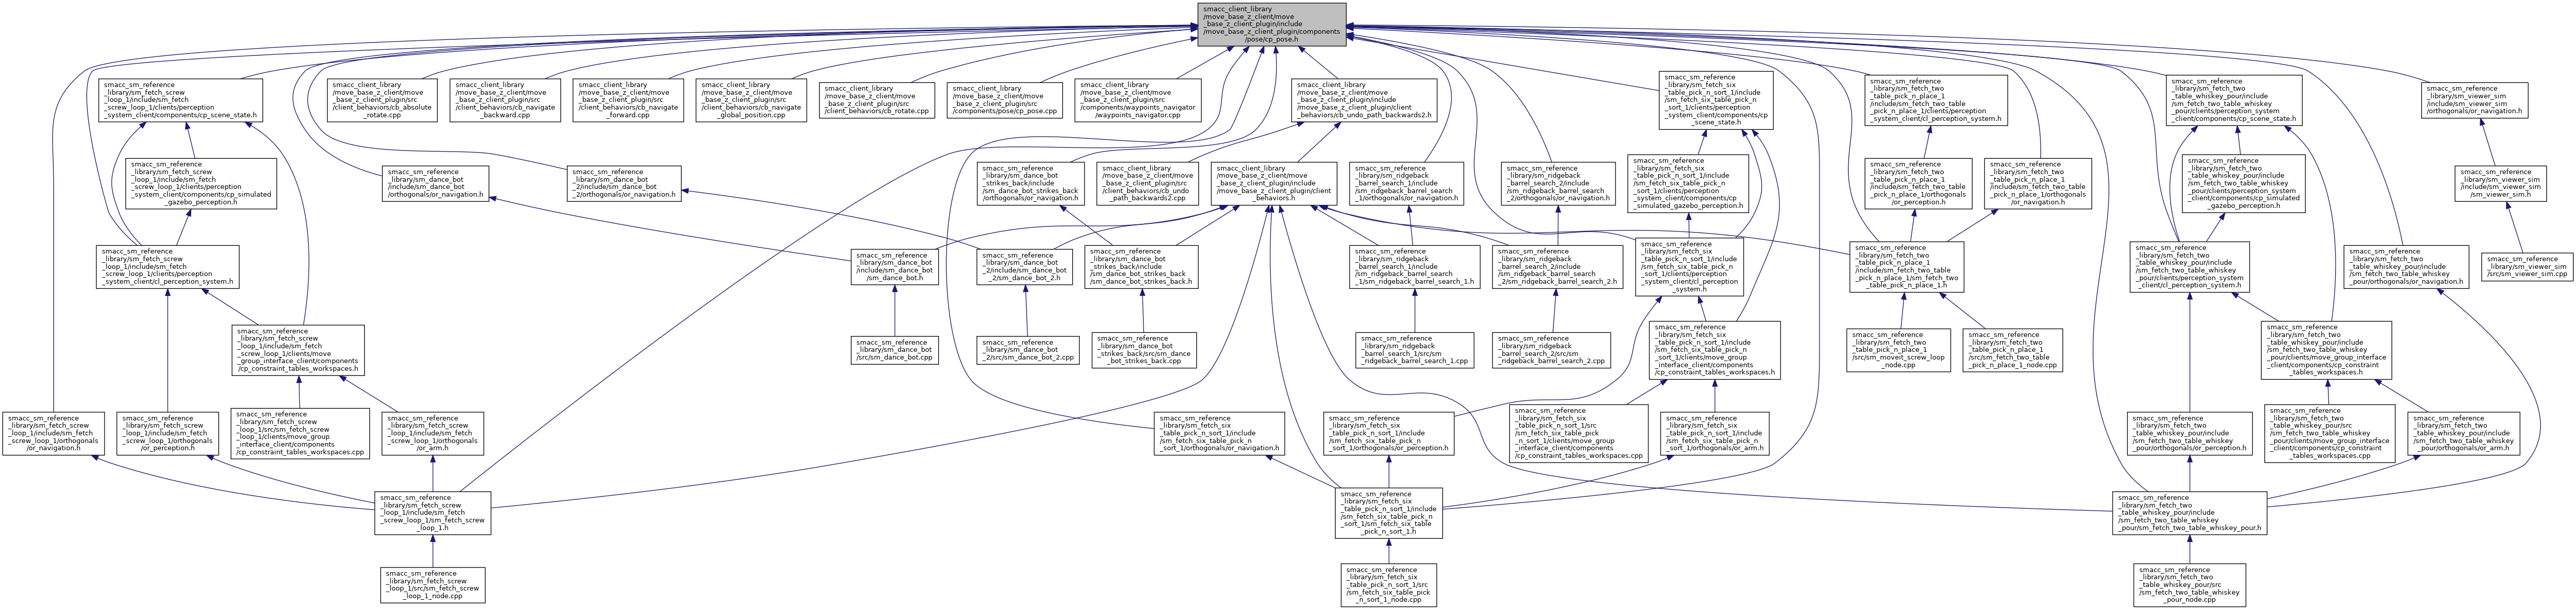 smacc_client_library
/move_base_z_client/move
_base_z_client_plugin/include
/move_base_z_client_plugin/components
/pose/cp_pose.h
smacc_sm_reference
_library/sm_fetch_screw
_loop_1/include/sm_fetch
_screw_loop_1/clients/perception
_system_client/components/cp_scene_state.h
smacc_client_library
/move_base_z_client/move
_base_z_client_plugin/src
/client_behaviors/cb_absolute
_rotate.cpp
smacc_client_library
/move_base_z_client/move
_base_z_client_plugin/src
/client_behaviors/cb_navigate
_backward.cpp
smacc_client_library
/move_base_z_client/move
_base_z_client_plugin/src
/client_behaviors/cb_navigate
_forward.cpp
smacc_client_library
/move_base_z_client/move
_base_z_client_plugin/src
/client_behaviors/cb_navigate
_global_position.cpp
smacc_client_library
/move_base_z_client/move
_base_z_client_plugin/src
/client_behaviors/cb_rotate.cpp
smacc_client_library
/move_base_z_client/move
_base_z_client_plugin/src
/components/pose/cp_pose.cpp
smacc_client_library
/move_base_z_client/move
_base_z_client_plugin/src
/components/waypoints_navigator
/waypoints_navigator.cpp
smacc_client_library
/move_base_z_client/move
_base_z_client_plugin/include
/move_base_z_client_plugin/client
_behaviors/cb_undo_path_backwards2.h
smacc_sm_reference
_library/sm_fetch_six
_table_pick_n_sort_1/include
/sm_fetch_six_table_pick_n
_sort_1/clients/perception
_system_client/components/cp
_scene_state.h
smacc_sm_reference
_library/sm_fetch_two
_table_pick_n_place_1
/include/sm_fetch_two_table
_pick_n_place_1/clients/perception
_system_client/cl_perception_system.h
smacc_sm_reference
_library/sm_fetch_two
_table_whiskey_pour/include
/sm_fetch_two_table_whiskey
_pour/clients/perception_system
_client/components/cp_scene_state.h
smacc_sm_reference
_library/sm_viewer_sim
/include/sm_viewer_sim
/orthogonals/or_navigation.h
smacc_sm_reference
_library/sm_fetch_screw
_loop_1/include/sm_fetch
_screw_loop_1/clients/perception
_system_client/components/cp_simulated
_gazebo_perception.h
smacc_sm_reference
_library/sm_dance_bot
/include/sm_dance_bot
/orthogonals/or_navigation.h
smacc_sm_reference
_library/sm_dance_bot
_2/include/sm_dance_bot
_2/orthogonals/or_navigation.h
smacc_sm_reference
_library/sm_dance_bot
_strikes_back/include
/sm_dance_bot_strikes_back
/orthogonals/or_navigation.h
smacc_client_library
/move_base_z_client/move
_base_z_client_plugin/src
/client_behaviors/cb_undo
_path_backwards2.cpp
smacc_client_library
/move_base_z_client/move
_base_z_client_plugin/include
/move_base_z_client_plugin/client
_behaviors.h
smacc_sm_reference
_library/sm_ridgeback
_barrel_search_1/include
/sm_ridgeback_barrel_search
_1/orthogonals/or_navigation.h
smacc_sm_reference
_library/sm_ridgeback
_barrel_search_2/include
/sm_ridgeback_barrel_search
_2/orthogonals/or_navigation.h
smacc_sm_reference
_library/sm_fetch_six
_table_pick_n_sort_1/include
/sm_fetch_six_table_pick_n
_sort_1/clients/perception
_system_client/components/cp
_simulated_gazebo_perception.h
smacc_sm_reference
_library/sm_fetch_two
_table_pick_n_place_1
/include/sm_fetch_two_table
_pick_n_place_1/orthogonals
/or_perception.h
smacc_sm_reference
_library/sm_fetch_two
_table_pick_n_place_1
/include/sm_fetch_two_table
_pick_n_place_1/orthogonals
/or_navigation.h
smacc_sm_reference
_library/sm_fetch_two
_table_whiskey_pour/include
/sm_fetch_two_table_whiskey
_pour/clients/perception_system
_client/components/cp_simulated
_gazebo_perception.h
smacc_sm_reference
_library/sm_viewer_sim
/include/sm_viewer_sim
/sm_viewer_sim.h
smacc_sm_reference
_library/sm_fetch_screw
_loop_1/include/sm_fetch
_screw_loop_1/clients/perception
_system_client/cl_perception_system.h
smacc_sm_reference
_library/sm_dance_bot
/include/sm_dance_bot
/sm_dance_bot.h
smacc_sm_reference
_library/sm_dance_bot
_2/include/sm_dance_bot
_2/sm_dance_bot_2.h
smacc_sm_reference
_library/sm_dance_bot
_strikes_back/include
/sm_dance_bot_strikes_back
/sm_dance_bot_strikes_back.h
smacc_sm_reference
_library/sm_ridgeback
_barrel_search_1/include
/sm_ridgeback_barrel_search
_1/sm_ridgeback_barrel_search_1.h
smacc_sm_reference
_library/sm_ridgeback
_barrel_search_2/include
/sm_ridgeback_barrel_search
_2/sm_ridgeback_barrel_search_2.h
smacc_sm_reference
_library/sm_fetch_six
_table_pick_n_sort_1/include
/sm_fetch_six_table_pick_n
_sort_1/clients/perception
_system_client/cl_perception
_system.h
smacc_sm_reference
_library/sm_fetch_two
_table_pick_n_place_1
/include/sm_fetch_two_table
_pick_n_place_1/sm_fetch_two
_table_pick_n_place_1.h
smacc_sm_reference
_library/sm_fetch_two
_table_whiskey_pour/include
/sm_fetch_two_table_whiskey
_pour/clients/perception_system
_client/cl_perception_system.h
smacc_sm_reference
_library/sm_fetch_two
_table_whiskey_pour/include
/sm_fetch_two_table_whiskey
_pour/orthogonals/or_navigation.h
smacc_sm_reference
_library/sm_viewer_sim
/src/sm_viewer_sim.cpp
smacc_sm_reference
_library/sm_fetch_screw
_loop_1/include/sm_fetch
_screw_loop_1/clients/move
_group_interface_client/components
/cp_constraint_tables_workspaces.h
smacc_sm_reference
_library/sm_dance_bot
/src/sm_dance_bot.cpp
smacc_sm_reference
_library/sm_dance_bot
_2/src/sm_dance_bot_2.cpp
smacc_sm_reference
_library/sm_dance_bot
_strikes_back/src/sm_dance
_bot_strikes_back.cpp
smacc_sm_reference
_library/sm_ridgeback
_barrel_search_1/src/sm
_ridgeback_barrel_search_1.cpp
smacc_sm_reference
_library/sm_ridgeback
_barrel_search_2/src/sm
_ridgeback_barrel_search_2.cpp
smacc_sm_reference
_library/sm_fetch_six
_table_pick_n_sort_1/include
/sm_fetch_six_table_pick_n
_sort_1/clients/move_group
_interface_client/components
/cp_constraint_tables_workspaces.h
smacc_sm_reference
_library/sm_fetch_two
_table_pick_n_place_1
/src/sm_moveit_screw_loop
_node.cpp
smacc_sm_reference
_library/sm_fetch_two
_table_pick_n_place_1
/src/sm_fetch_two_table
_pick_n_place_1_node.cpp
smacc_sm_reference
_library/sm_fetch_two
_table_whiskey_pour/include
/sm_fetch_two_table_whiskey
_pour/clients/move_group_interface
_client/components/cp_constraint
_tables_workspaces.h
smacc_sm_reference
_library/sm_fetch_screw
_loop_1/include/sm_fetch
_screw_loop_1/orthogonals
/or_navigation.h
smacc_sm_reference
_library/sm_fetch_screw
_loop_1/include/sm_fetch
_screw_loop_1/orthogonals
/or_perception.h
smacc_sm_reference
_library/sm_fetch_screw
_loop_1/src/sm_fetch_screw
_loop_1/clients/move_group
_interface_client/components
/cp_constraint_tables_workspaces.cpp
smacc_sm_reference
_library/sm_fetch_screw
_loop_1/include/sm_fetch
_screw_loop_1/orthogonals
/or_arm.h
smacc_sm_reference
_library/sm_fetch_six
_table_pick_n_sort_1/include
/sm_fetch_six_table_pick_n
_sort_1/orthogonals/or_navigation.h
smacc_sm_reference
_library/sm_fetch_six
_table_pick_n_sort_1/include
/sm_fetch_six_table_pick_n
_sort_1/orthogonals/or_perception.h
smacc_sm_reference
_library/sm_fetch_six
_table_pick_n_sort_1/src
/sm_fetch_six_table_pick
_n_sort_1/clients/move_group
_interface_client/components
/cp_constraint_tables_workspaces.cpp
smacc_sm_reference
_library/sm_fetch_six
_table_pick_n_sort_1/include
/sm_fetch_six_table_pick_n
_sort_1/orthogonals/or_arm.h
smacc_sm_reference
_library/sm_fetch_two
_table_whiskey_pour/include
/sm_fetch_two_table_whiskey
_pour/orthogonals/or_perception.h
smacc_sm_reference
_library/sm_fetch_two
_table_whiskey_pour/src
/sm_fetch_two_table_whiskey
_pour/clients/move_group_interface
_client/components/cp_constraint
_tables_workspaces.cpp
smacc_sm_reference
_library/sm_fetch_two
_table_whiskey_pour/include
/sm_fetch_two_table_whiskey
_pour/orthogonals/or_arm.h
smacc_sm_reference
_library/sm_fetch_screw
_loop_1/include/sm_fetch
_screw_loop_1/sm_fetch_screw
_loop_1.h
smacc_sm_reference
_library/sm_fetch_six
_table_pick_n_sort_1/include
/sm_fetch_six_table_pick_n
_sort_1/sm_fetch_six_table
_pick_n_sort_1.h
smacc_sm_reference
_library/sm_fetch_two
_table_whiskey_pour/include
/sm_fetch_two_table_whiskey
_pour/sm_fetch_two_table_whiskey_pour.h
smacc_sm_reference
_library/sm_fetch_screw
_loop_1/src/sm_fetch_screw
_loop_1_node.cpp
smacc_sm_reference
_library/sm_fetch_six
_table_pick_n_sort_1/src
/sm_fetch_six_table_pick
_n_sort_1_node.cpp
smacc_sm_reference
_library/sm_fetch_two
_table_whiskey_pour/src
/sm_fetch_two_table_whiskey
_pour_node.cpp